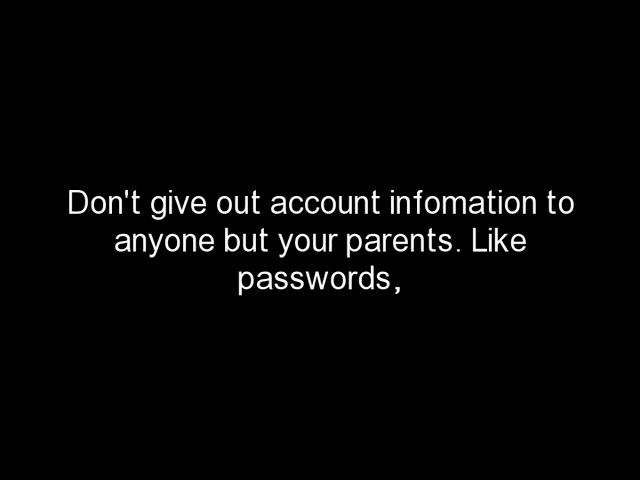 Don't give out account infomation to
anyone but your parents. Like
passwords,